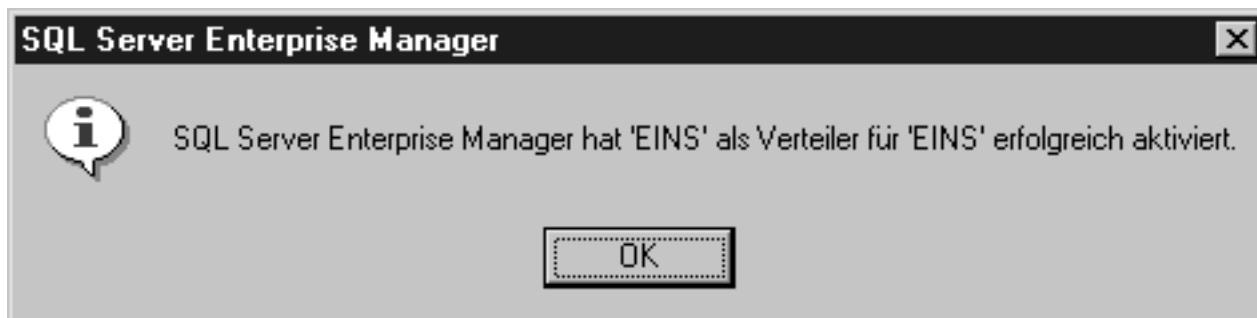 SQL Server Enterprise Manager
SQL Server Enterprise Manager hat 'EINS' als Verteiler für 'EINS' erfolgreich aktiviert.
OK